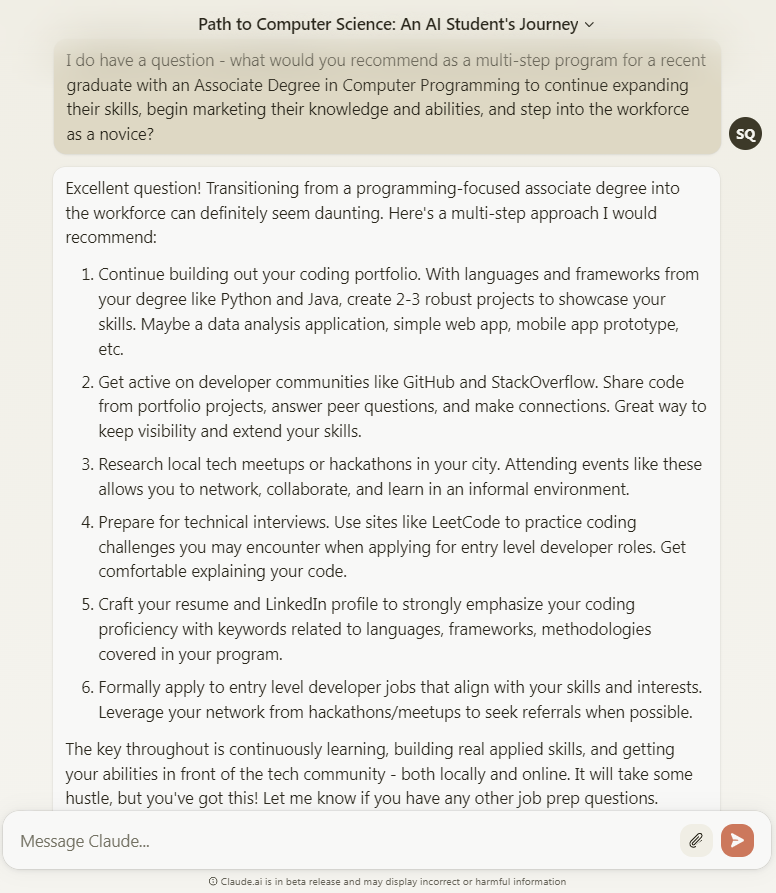 Path to Computer Science: An AI Student's Journey
I do have a question - what would you recommend as a multi-step program for a recent
graduate with an Associate Degree in Computer Programming to continue expanding
their skills, begin marketing their knowledge and abilities, and step into the workforce
as a novice?
SQ
Excellent question! Transitioning from a programming-focused associate degree into
the workforce can definitely seem daunting. Here's a multi-step approach I would
recommend:
1. Continue building out your coding portfolio. With languages and frameworks from
your degree like Python and Java, create 2-3 robust projects to showcase your
skills. Maybe a data analysis application, simple web app, mobile app prototype,
etc.
2. Get active on developer communities like GitHub and StackOverflow. Share code
from portfolio projects, answer peer questions, and make connections. Great way to
keep visibility and extend your skills.
3. Research local tech meetups or hackathons in your city. Attending events like these
allows you to network, collaborate, and learn in an informal environment.
4. Prepare for technical interviews. Use sites like LeetCode to practice coding
challenges you may encounter when applying for entry level developer roles. Get
comfortable explaining your code.
5. Craft your resume and LinkedIn profile to strongly emphasize your coding
proficiency with keywords related to languages, frameworks, methodologies
covered in your program.
6. Formally apply to entry level developer jobs that align with your skills and interests.
Leverage your network from hackathons/meetups to seek referrals when possible.
The key throughout is continuously learning, building real applied skills, and getting
your abilities in front of the tech community - both locally and online. It will take some
hustle, but you've got this! Let me know if you have any other job prep questions.
Message Claude...
Claude.ai is in beta release and may display incorrect or harmful information